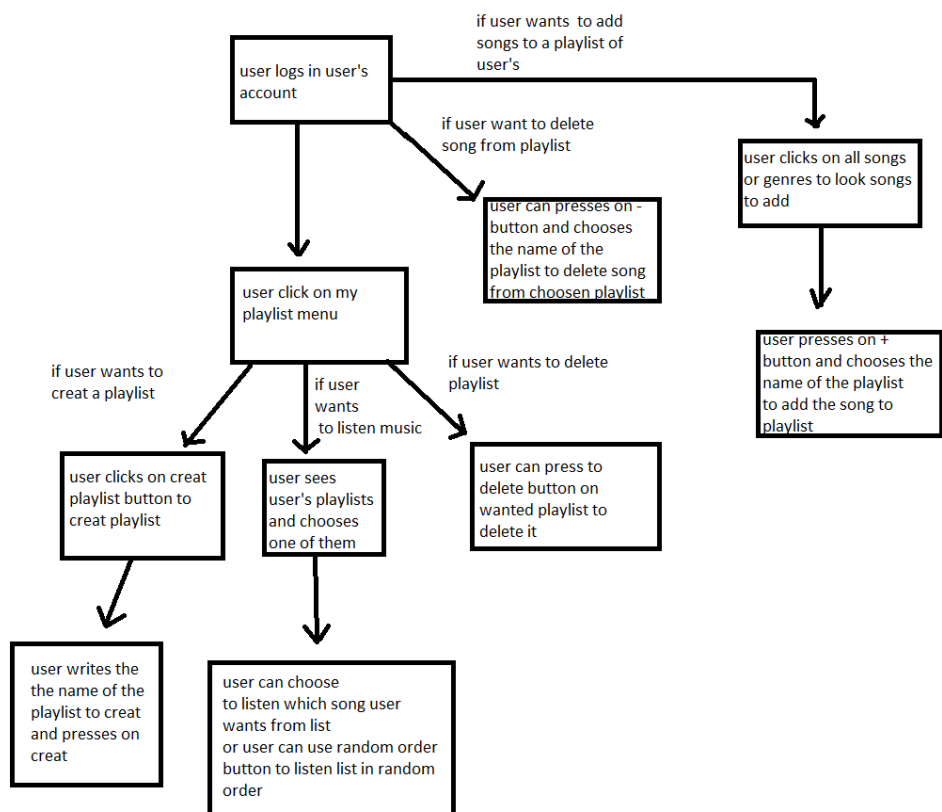 if user wants  to add
songs to a playlist of
user's
user logs in user's
account
if user want to delete
song from playlist
user clicks on all songs
or genres to look songs
to add
user can presses on -
button and chooses
the name of the
playlist to delete song
from choosen playlist
user click on my
playlist menu
user presses on +
button and chooses the
name of the playlist
to add the song to
playlist
if user wants to
creat a playlist
if user
wants
to listen music
if user wants to delete
playlist
user clicks on creat
playlist button to
creat playlist
user sees
user's playlists
and chooses
one of them
user can press to
delete button on
wanted playlist to
delete it
user writes the
the name of the
playlist to creat
and presses on
creat
user can choose
to listen which song user
wants from list
or user can use random order
button to listen list in random
order